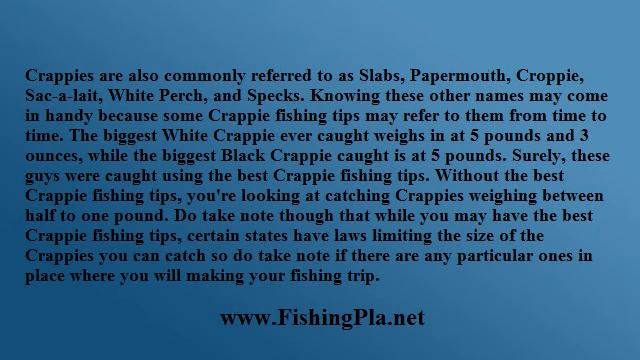 Crappies are also commonly referred to as Slabs, Papermouth, Croppie,
Sac-a-lait, White Perch, and Specks. Knowing these other names may come
in handy because some Crappie fishing tips may refer to them from time to
time. The biggest White Crappie ever caught weighs in at 5 pounds and 3
ounces, while the biggest Black Crappie caught is at 5 pounds. Surely, these
guys were caught using the best Crappie fishing tips. Without the best
Crappie fishing tips, you're looking at catching Crappies weighing between
half to one pound. Do take note though that while you may have the best
Crappie fishing tips, certain states have laws limiting the size of the
Crappies you can catch so do take note if there are any particular ones in
place where you will making your fishing trip.
www.FishingPla.net